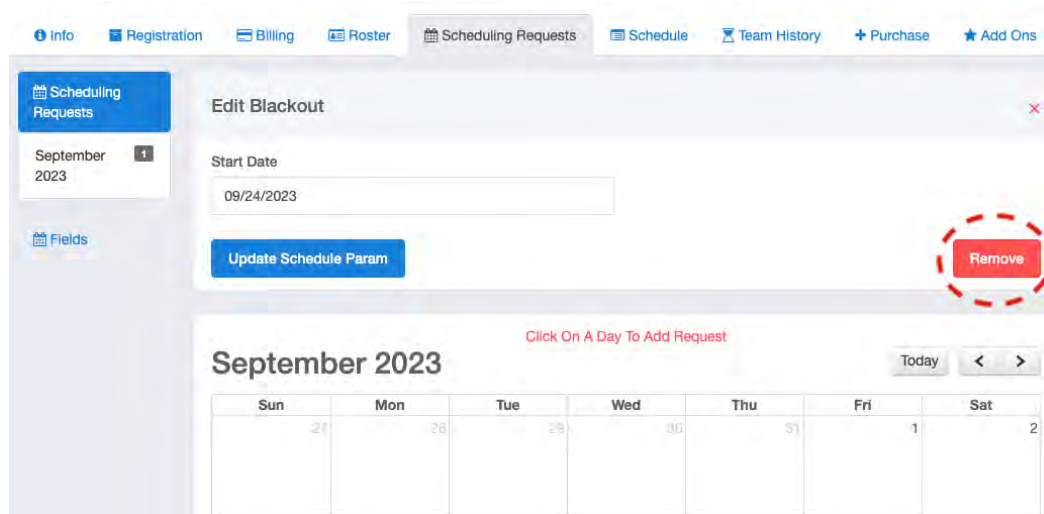 Info Registration Billing Roster Scheduling Requests Schedule Team History + Purchase Add Ons
Scheduling
Requests
September 1
2023
Fields
Edit Blackout ×
Start Date
09/24/2023
Update Schedule Param Remove
Click On A Day To Add Request
September 2023 Today < >
Sun Mon Tue Wed Thu Fri Sat
27 28 29 30 31 1 2